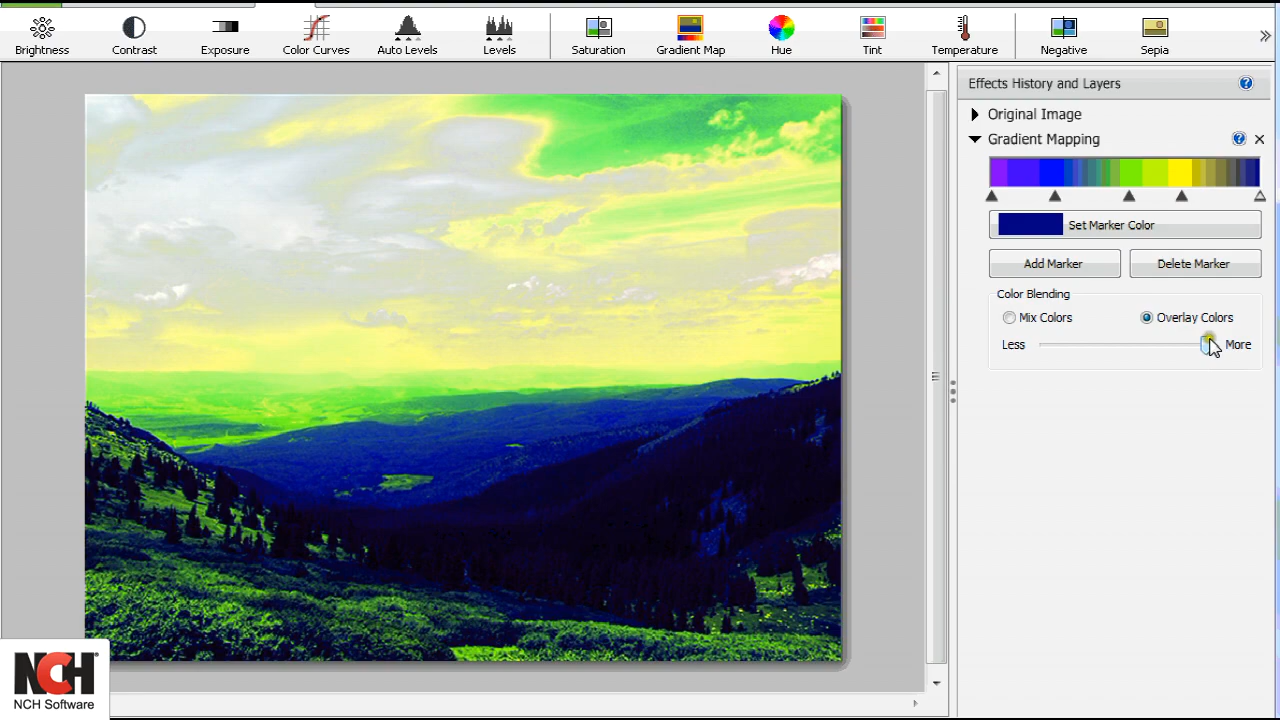 Brightness
Contrast
Exposure
Color Curves
Auto Levels
Levels
Saturation
Gradient Map
Hue
Tint
Temperature
Negative
Sepia
Effects History and Layers
Original Image
Gradient Mapping
Set Marker Color
Add Marker
Delete Marker
Color Blending
Mix Colors
Overlay Colors
Less
More
NCH
NCH Software